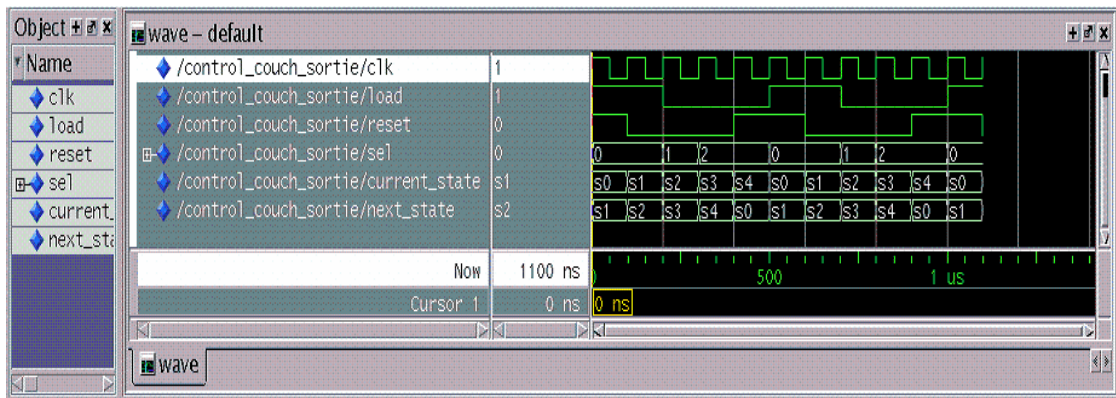 Object
wave – default
Name
clk
load
reset
sel
current_
next_sta
/control_couch_sortie/clk 1
/control_couch_sortie/load 1
/control_couch_sortie/reset 0
/control_couch_sortie/sel 0 0 1 2 0 1 2 0
/control_couch_sortie/current_state s1 s0 s1 s2 s3 s4 s0 s1 s2 s3 s4 s0
/control_couch_sortie/next_state s2 s1 s2 s3 s4 s0 s1 s2 s3 s4 s0 s1
Now 1100 ns 500 1 us
Cursor 1 0 ns 0 ns
wave